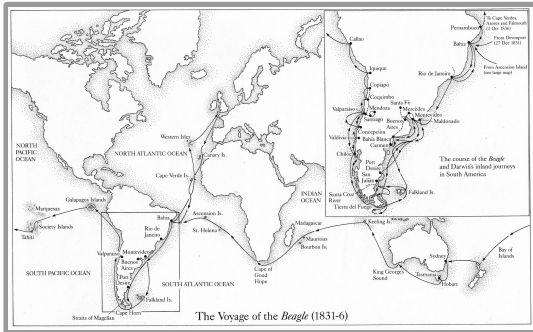 To Cape Verdes,
Azores and Falmouth
(2 Oct 1836)
Pernambuco
From Devonport
(27 Dec 1831)
Bahia
Callao
From Ascension Island
(see large map)
Rio de Janeiro
Iquique
Copiapó
Coquimbo
Santa Fé
Mendoza
Mercedes
Valparaiso
Montevideo
Santiago
Buenos
Aires
Maldonado
Concepción
Valdivia
Bahia Blanca
Carmen
Chiloé
Port
Desire
San
Julian
The course of the Beagle
and Darwin's inland journeys
in South America
Santa Cruz
River
Falkland Is.
Tierra del Fuego
NORTH
PACIFIC
OCEAN
Western Isles
NORTH ATLANTIC OCEAN
Canary Is.
Cape Verde Is.
INDIAN
OCEAN
Galapagos Islands
Marquesas
Society Islands
Tahiti
Bahia
Ascension Is.
St. Helena
Rio de
Janeiro
Madagascar
Mauritius
Bourbon Is.
Keeling Is.
Valparaiso
Montevideo
Buenos
Aires
Port
Desire
SOUTH PACIFIC OCEAN
SOUTH ATLANTIC OCEAN
Falkland Is.
Cape Horn
Straits of Magellan
Cape of
Good
Hope
King George's
Sound
Sydney
Tasmania
Hobart
Bay of
Islands
The Voyage of the Beagle (1831-6)